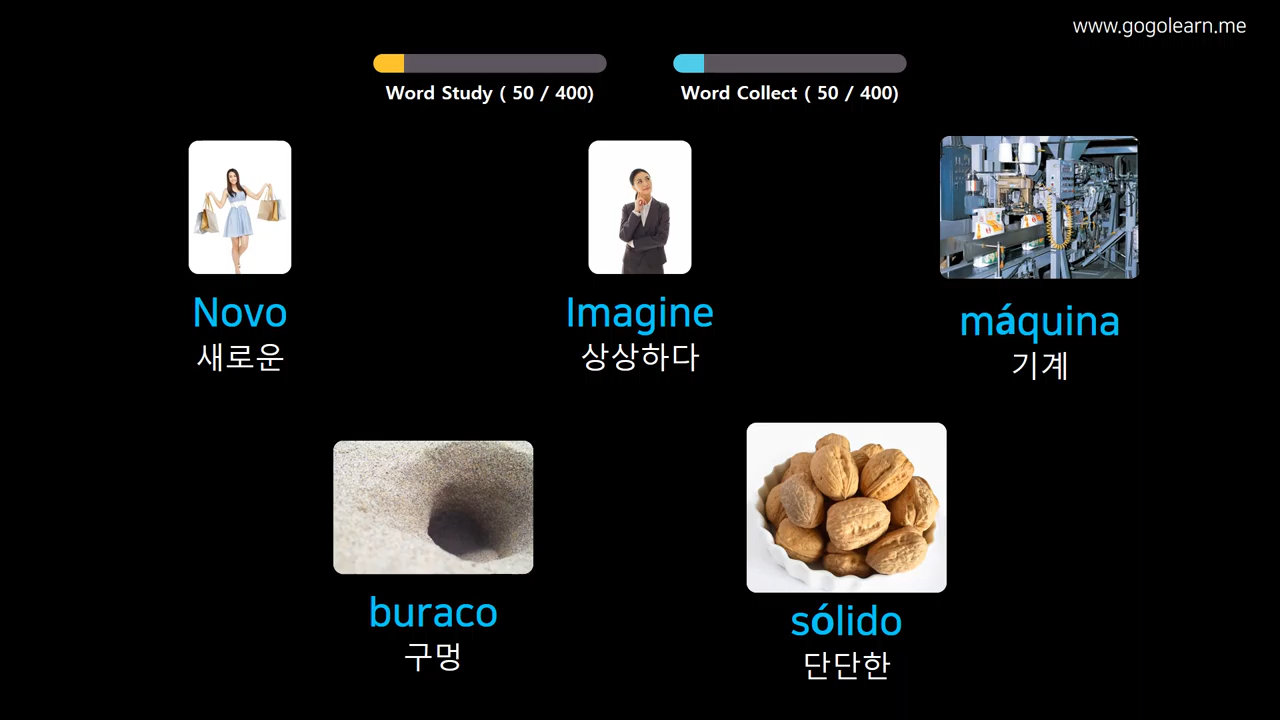 www.gogolearn.me
Word Study ( 50 / 400)
Word Collect ( 50 / 400)
Novo
새로운
Imagine
상상하다
máquina
기계
buraco
구멍
sólido
단단한